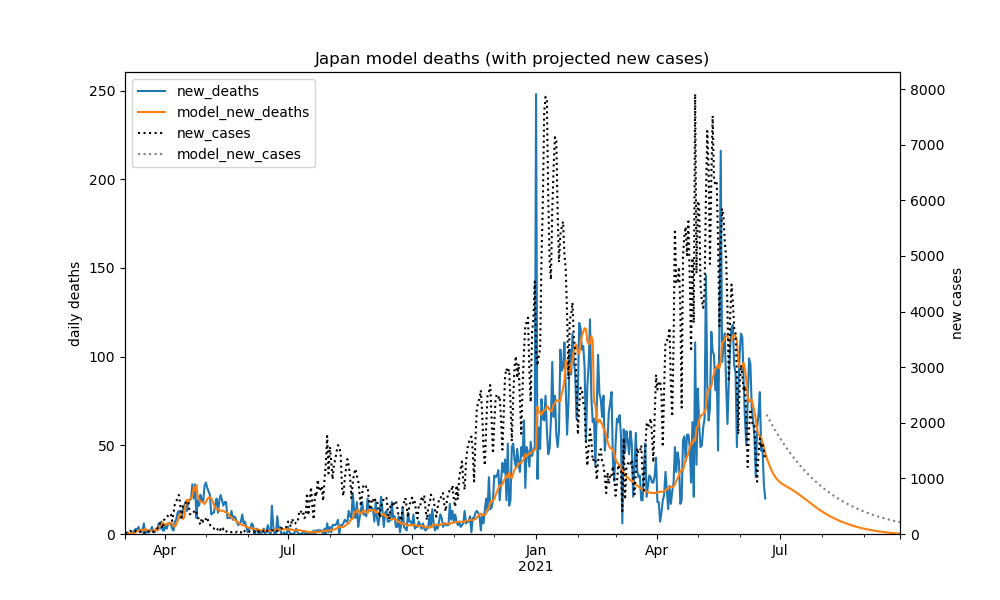 Japan model deaths (with projected new cases)
new_deaths
model_new_deaths
new_cases
model_new_cases
daily deaths
250
200
150
100
50
0
new cases
8000
7000
6000
5000
4000
3000
2000
1000
0
Apr Jul Oct Jan Apr Jul
2021